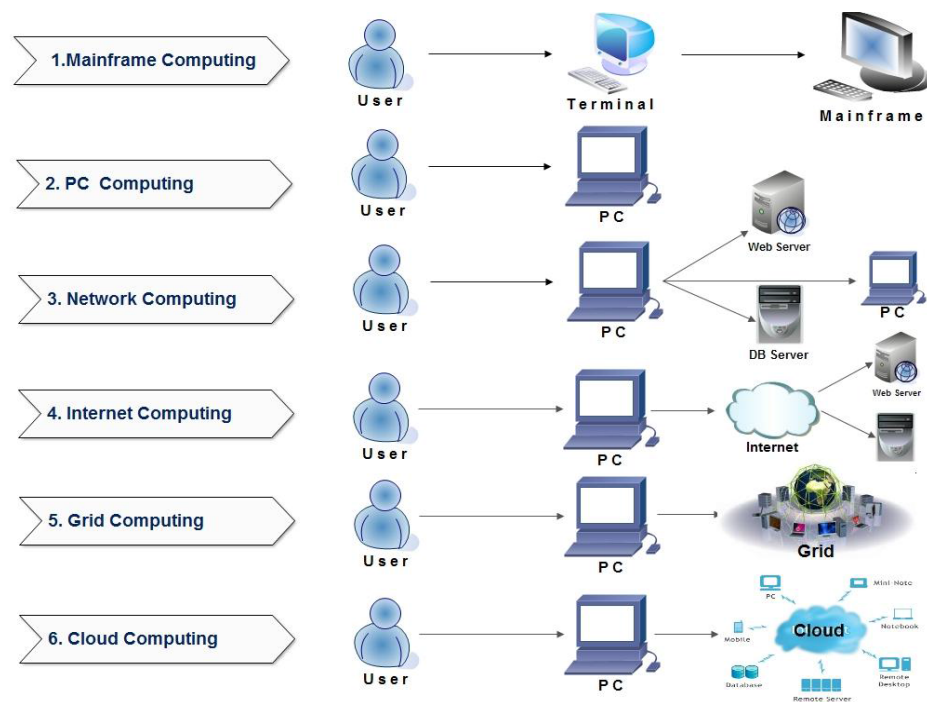 1.Mainframe Computing
User
Terminal
Mainframe
2. PC Computing
User
PC
3. Network Computing
User
PC
Web Server
PC
DB Server
4. Internet Computing
User
PC
Internet
Web Server
5. Grid Computing
User
PC
Grid
6. Cloud Computing
User
PC
Cloud
PC
Mini Note
Mobile
Notebook
Database
Remote
Desktop
Remote Server